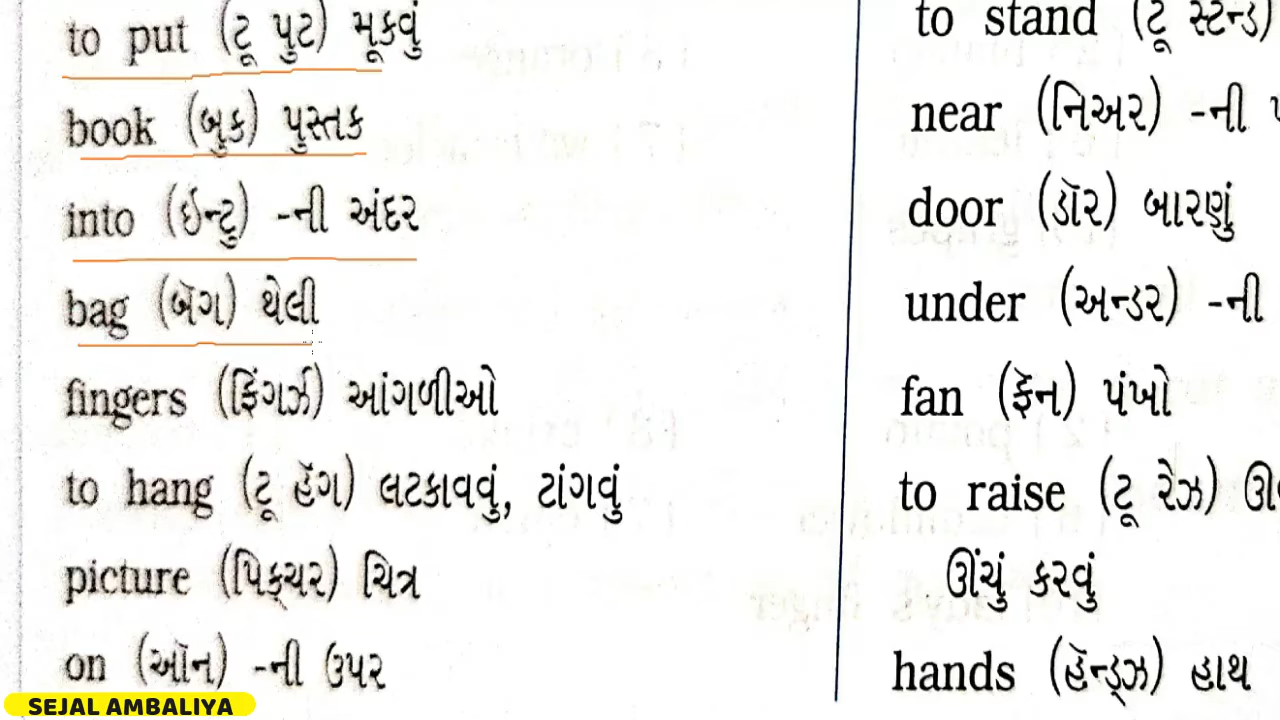 to put (ટૂ પુટ) મૂકવું
book (બુક) પુસ્તક
into (ઇન્ટુ) -ની અંદર
bag (બૅગ) થેલી
fingers (ફિંગર્ઝ) આંગળીઓ
to hang (ટૂ હૅંગ) લટકાવવું, ટાંગવું
picture (પિક્ચર) ચિત્ર
on (ઑન) -ની ઉપર
to stand (ટૂ સ્ટૅન્ડ)
near (નિઅર) -ની
door (ડૉર) બારણું
under (અન્ડર) -ની
fan (ફૅન) પંખો
to raise (ટૂ રેઝ)
ઊંચું કરવું
hands (હૅન્ડ્ઝ) હાથ
SEJAL AMBALIYA